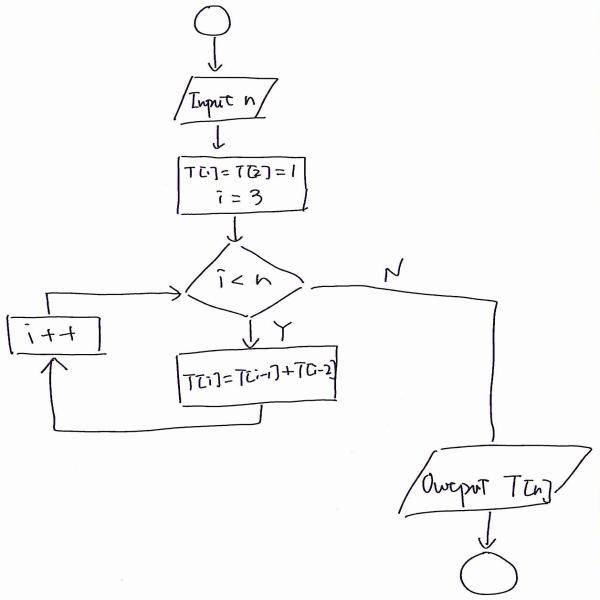 Input n
T[1]=T[2]=1
i=3
i<n
N
i++
Y
T[i]=T[i-1]+T[i-2]
Output T[n]